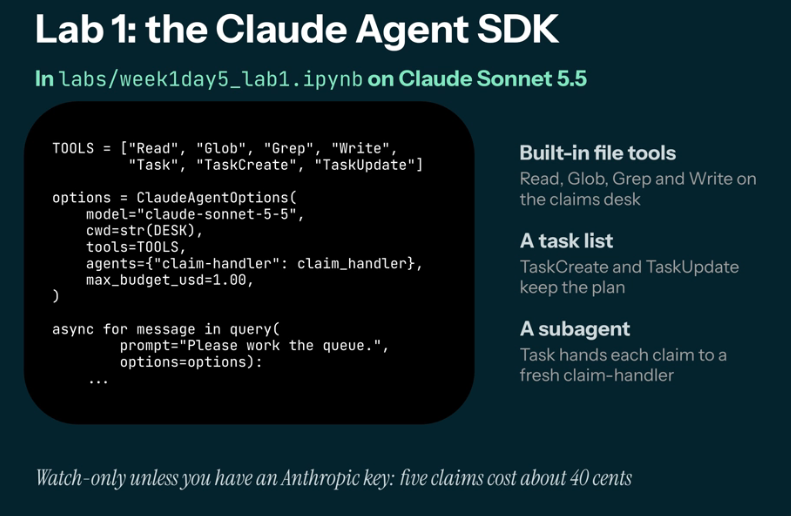 Lab 1: the Claude Agent SDK
In labs/week1day5_lab1.ipynb on Claude Sonnet 5.5
TOOLS = ["Read", "Glob", "Grep", "Write",
         "Task", "TaskCreate", "TaskUpdate"]
options = ClaudeAgentOptions(
    model="claude-sonnet-5-5",
    cwd=str(DESK),
    tools=TOOLS,
    agents={"claim-handler": claim_handler},
    max_budget_usd=1.00,
)
async for message in query(
        prompt="Please work the queue.",
        options=options):
    ...
Built-in file tools
Read, Glob, Grep and Write on
the claims desk
A task list
TaskCreate and TaskUpdate
keep the plan
A subagent
Task hands each claim to a
fresh claim-handler
Watch-only unless you have an Anthropic key: five claims cost about 40 cents